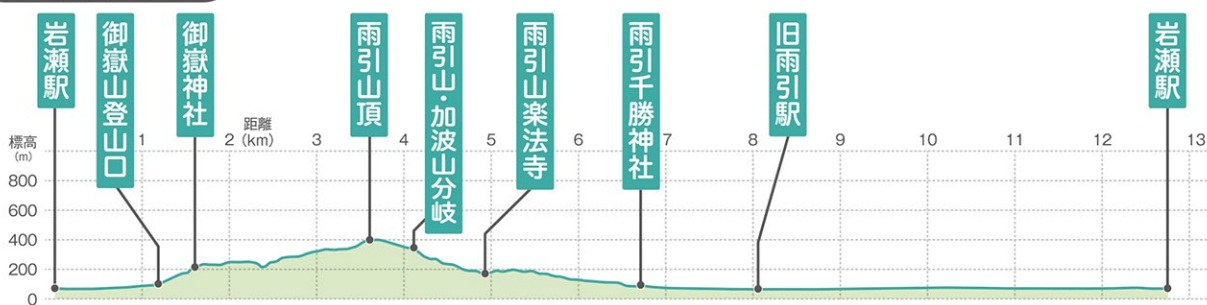 岩瀬駅
御嶽山登山口
御嶽神社
雨引山頂
雨引山・加波山分岐
雨引山楽法寺
雨引千勝神社
旧雨引駅
岩瀬駅
標高
(m)
距離
(km)
1 2 3 4 5 6 7 8 9 10 11 12 13
800
600
400
200
0